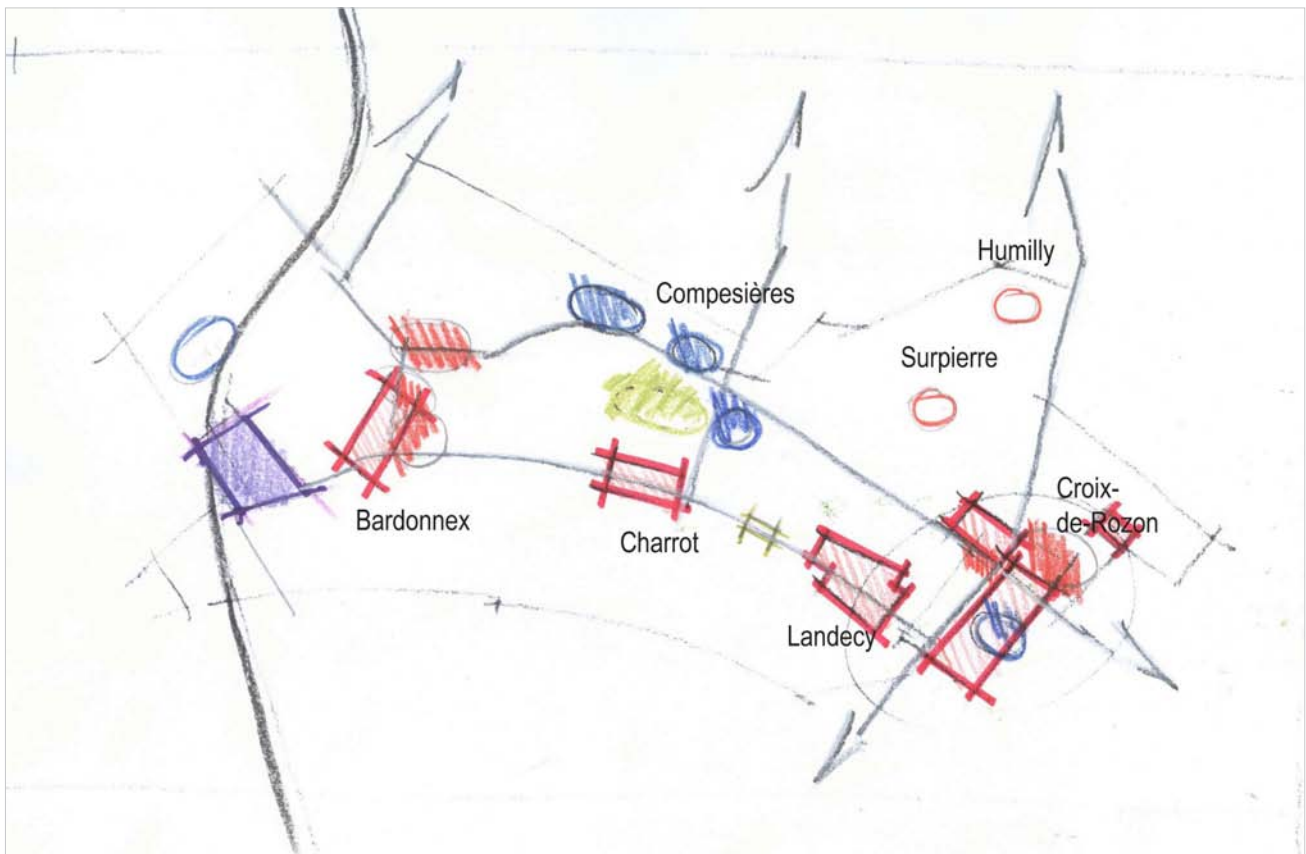 Humilly
Compesières
Surpierre
Croix-
de-Rozon
Bardonnex
Charrot
Landecy